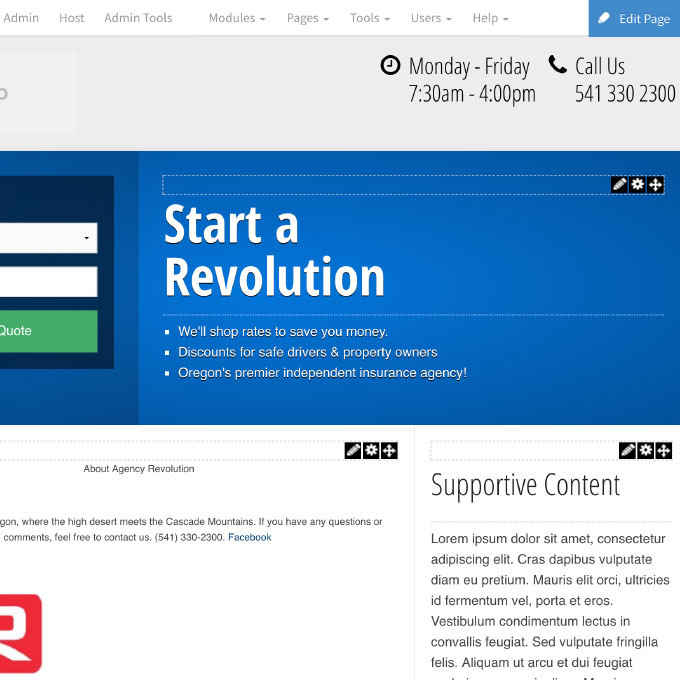 Admin Host Admin Tools Modules Pages Tools Users Help Edit Page
Monday - Friday
7:30am - 4:00pm
Call Us
541 330 2300
Start a
Revolution
Quote
We'll shop rates to save you money.
Discounts for safe drivers & property owners
Oregon's premier independent insurance agency!
About Agency Revolution
gon, where the high desert meets the Cascade Mountains. If you have any questions or
comments, feel free to contact us. (541) 330-2300. Facebook
R
Supportive Content
Lorem ipsum dolor sit amet, consectetur
adipiscing elit. Cras dapibus vulputate
diam eu pretium. Mauris elit orci, ultricies
id fermentum vel, porta et eros.
Vestibulum condimentum lectus in
convallis feugiat. Sed vulputate fringilla
felis. Aliquam ut arcu et dui feugiat